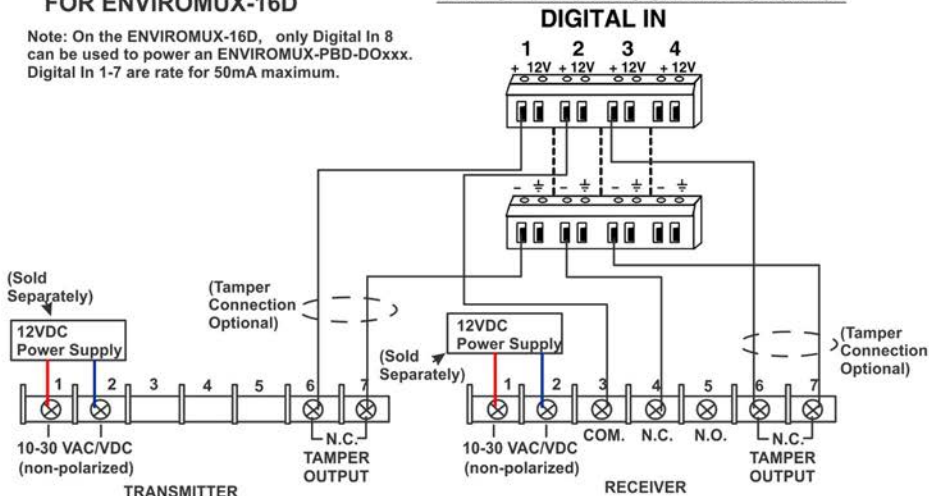 FOR ENVIROMUX-16D
Note: On the ENVIROMUX-16D, only Digital In 8
can be used to power an ENVIROMUX-PBD-DOxxx.
Digital In 1-7 are rate for 50mA maximum.
DIGITAL IN
1 2 3 4
+ 12V + 12V + 12V + 12V
- - - -
(Sold
Separately)
12VDC
Power Supply
(Tamper
Connection
Optional)
1 2 3 4 5 6 7
10-30 VAC/VDC
(non-polarized)
N.C.
TAMPER
OUTPUT
TRANSMITTER
(Sold
Separately)
12VDC
Power Supply
(Tamper
Connection
Optional)
1 2 3 4 5 6 7
10-30 VAC/VDC
(non-polarized)
COM. N.C. N.O.
N.C.
TAMPER
OUTPUT
RECEIVER